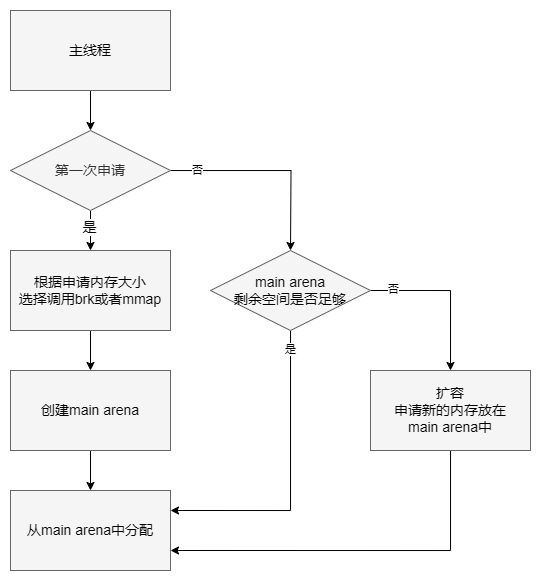 主线程
第一次申请
否
是
根据申请内存大小
选择调用brk或者mmap
main arena
剩余空间是否足够
否
是
创建main arena
扩容
申请新的内存放在
main arena中
从main arena中分配